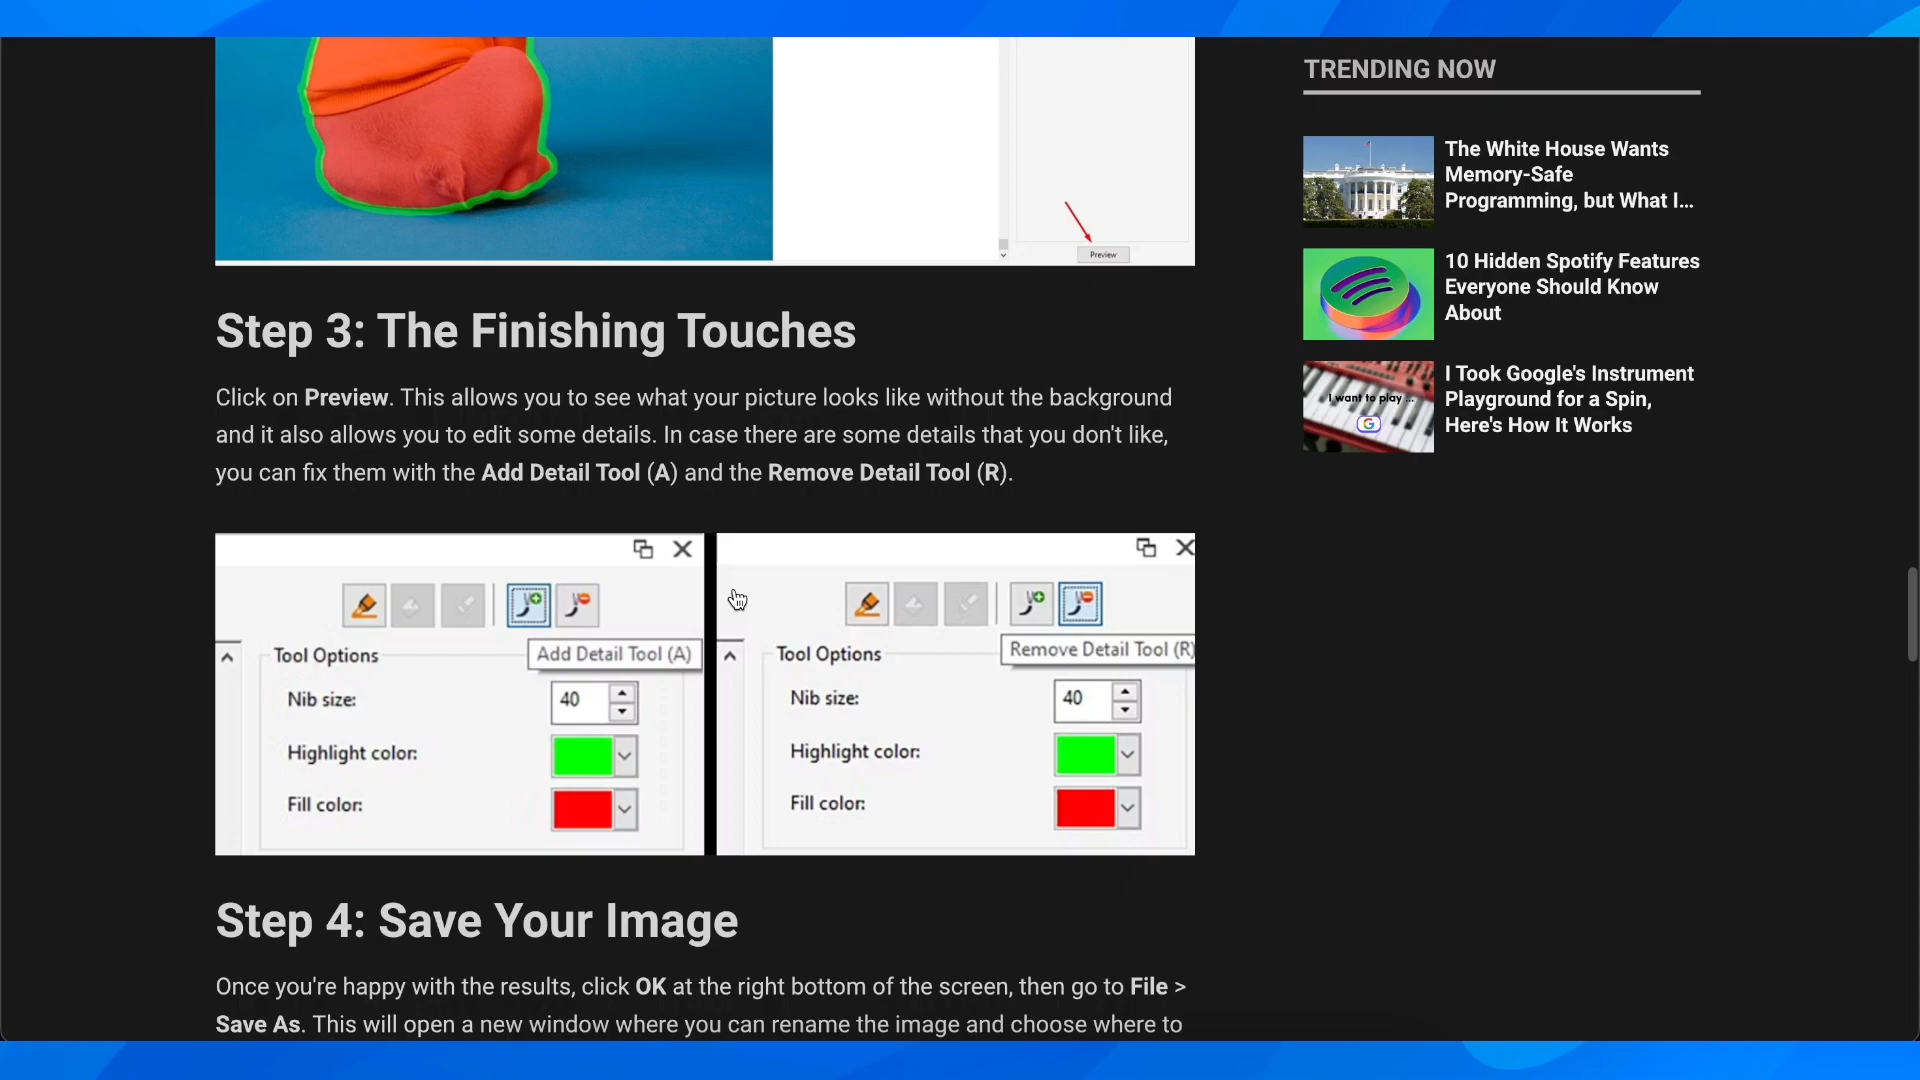 TRENDING NOW
The White House Wants
Memory-Safe
Programming, but What I...
10 Hidden Spotify Features
Everyone Should Know
About
I want to play ...
G
I Took Google's Instrument
Playground for a Spin,
Here's How It Works
Preview
Step 3: The Finishing Touches
Click on Preview. This allows you to see what your picture looks like without the background
and it also allows you to edit some details. In case there are some details that you don't like,
you can fix them with the Add Detail Tool (A) and the Remove Detail Tool (R).
Tool Options
Add Detail Tool (A)
Nib size:
40
Highlight color:
Fill color:
Tool Options
Remove Detail Tool (R)
Nib size:
40
Highlight color:
Fill color:
Step 4: Save Your Image
Once you're happy with the results, click OK at the right bottom of the screen, then go to File >
Save As. This will open a new window where you can rename the image and choose where to